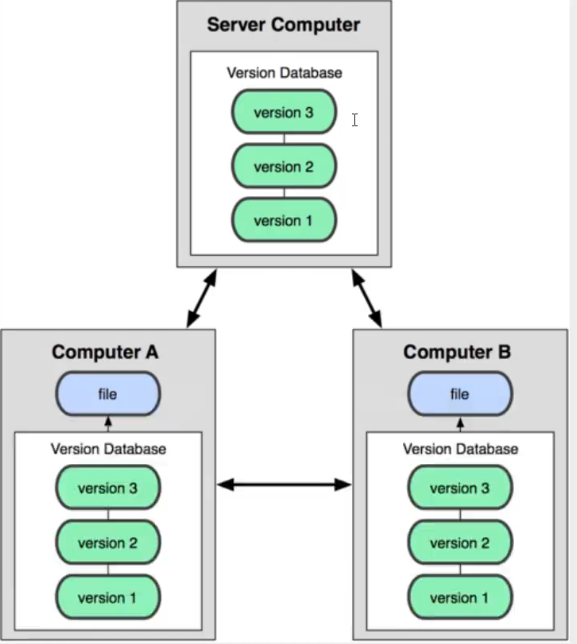 Server Computer
Version Database
version 3
version 2
version 1
Computer A
file
Version Database
version 3
version 2
version 1
Computer B
file
Version Database
version 3
version 2
version 1